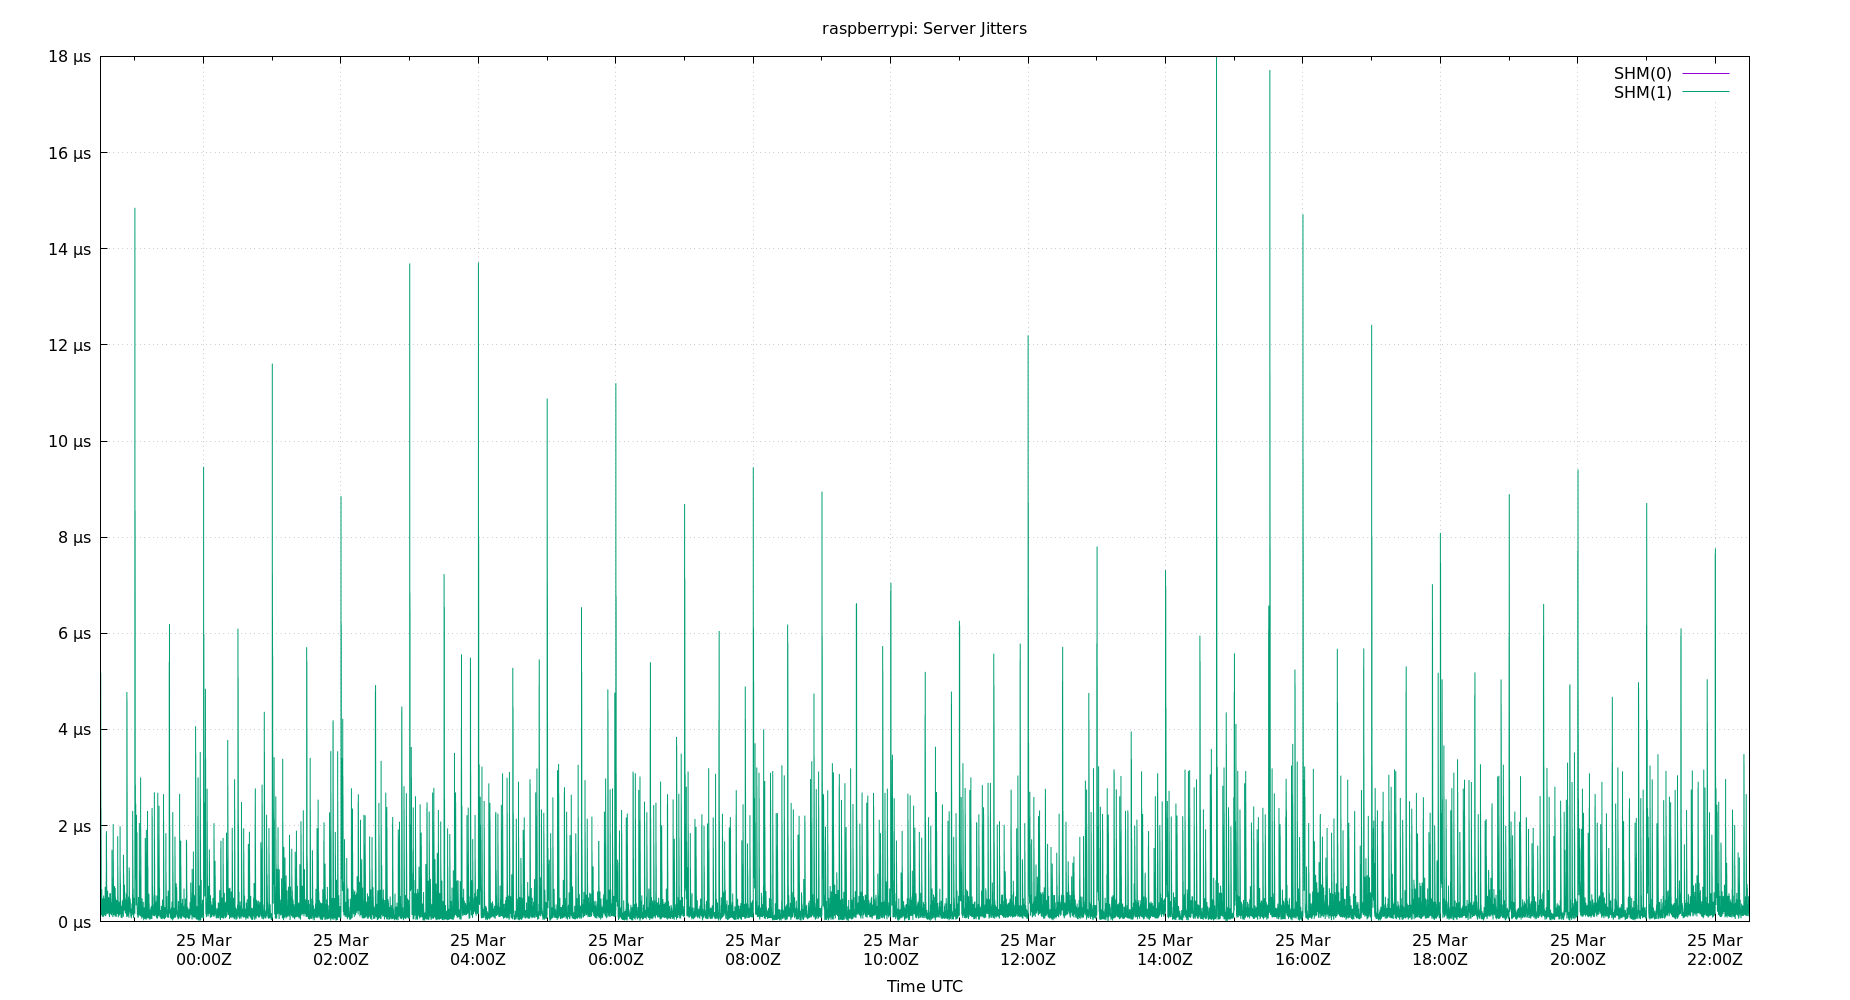 raspberrypi: Server Jitters
18 µs
16 µs
14 µs
12 µs
10 µs
8 µs
6 µs
4 µs
2 µs
0 µs
SHM(0)
SHM(1)
25 Mar 25 Mar 25 Mar 25 Mar 25 Mar 25 Mar 25 Mar 25 Mar 25 Mar 25 Mar 25 Mar 25 Mar
00:00Z 02:00Z 04:00Z 06:00Z 08:00Z 10:00Z 12:00Z 14:00Z 16:00Z 18:00Z 20:00Z 22:00Z
Time UTC